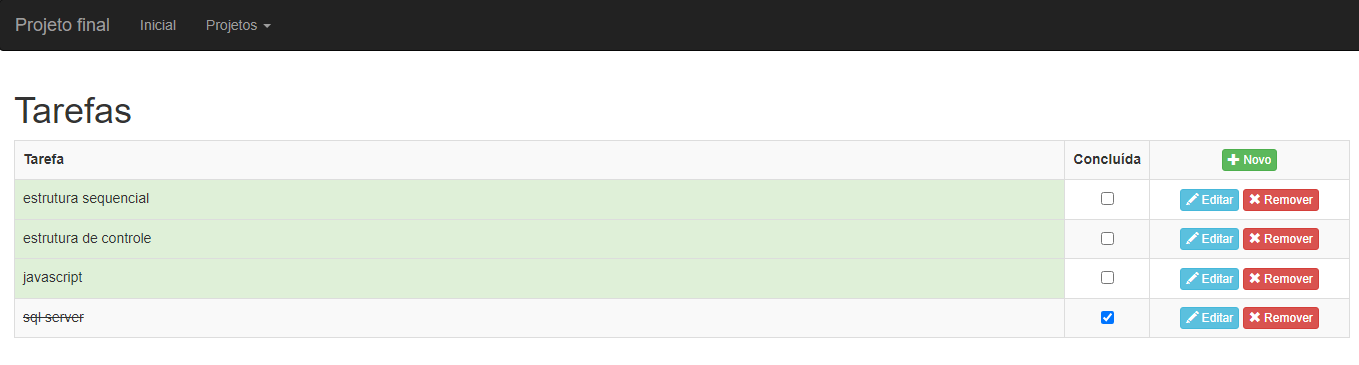 Projeto final Inicial Projetos
Tarefas
Tarefa Concluída Novo
estrutura sequencial Editar Remover
estrutura de controle Editar Remover
javascript Editar Remover
sql server Editar Remover